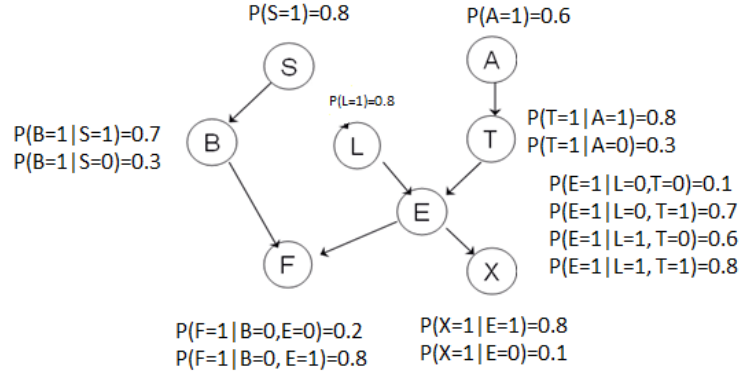 P(S=1)=0.8
P(A=1)=0.6
S
A
P(L=1)=0.8
P(B=1|S=1)=0.7
P(B=1|S=0)=0.3
B
L
T
P(T=1|A=1)=0.8
P(T=1|A=0)=0.3
P(E=1|L=0,T=0)=0.1
P(E=1|L=0, T=1)=0.7
P(E=1|L=1, T=0)=0.6
P(E=1|L=1, T=1)=0.8
E
F
X
P(F=1|B=0,E=0)=0.2
P(F=1|B=0, E=1)=0.8
P(X=1|E=1)=0.8
P(X=1|E=0)=0.1